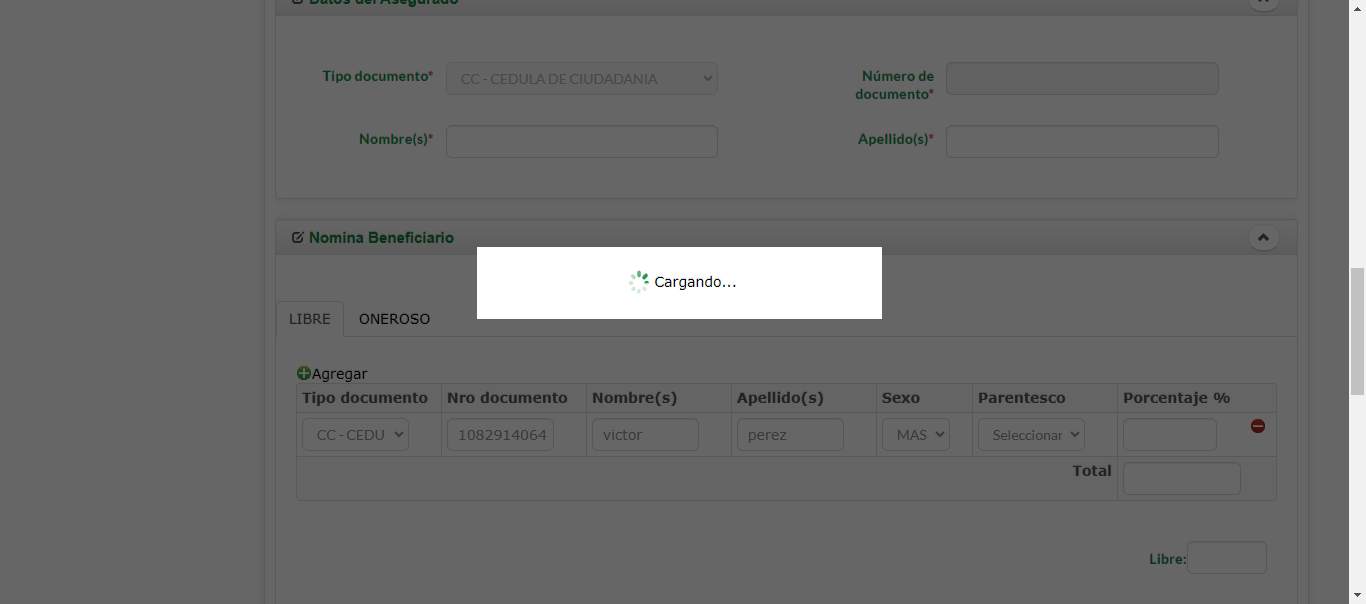 Datos del Asegurado
Tipo documento* CC - CEDULA DE CIUDADANIA Número de documento*
Nombre(s)* Apellido(s)*
Nomina Beneficiario
Cargando...
LIBRE ONEROSO
Agregar
Tipo documento Nro documento Nombre(s) Apellido(s) Sexo Parentesco Porcentaje %
CC - CEDU 1082914064 victor perez MAS Seleccionar
Total
Libre: